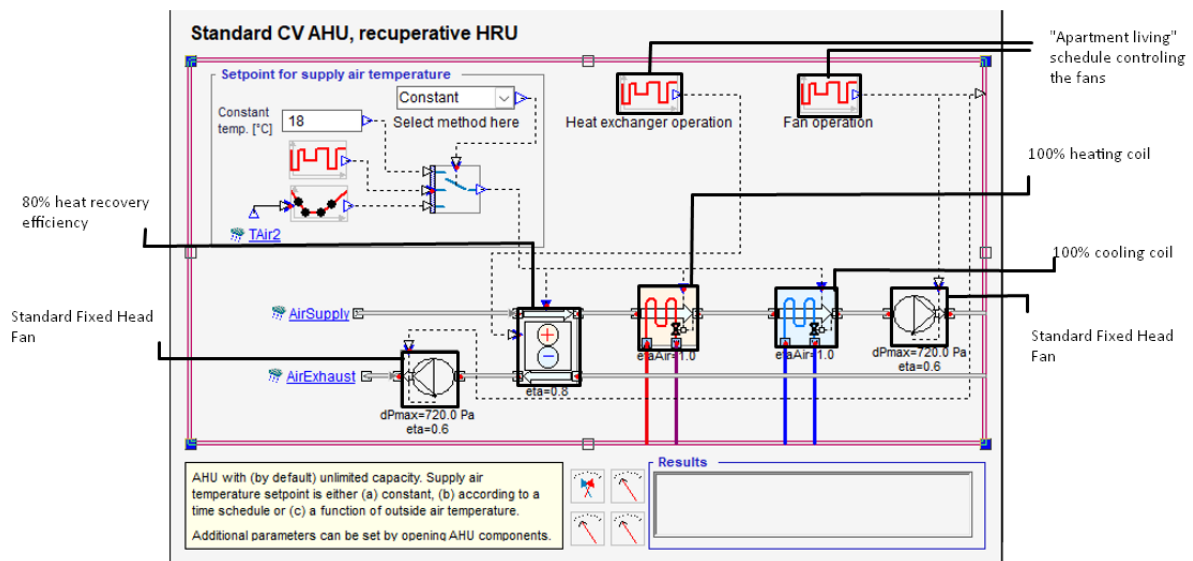 Standard CV AHU, recuperative HRU
"Apartment living"
schedule controling
the fans
Setpoint for supply air temperature
Constant
Select method here
Constant
temp. [°C]
18
Heat exchanger operation
Fan operation
100% heating coil
80% heat recovery
efficiency
TAir2
100% cooling coil
Standard Fixed Head
Fan
AirSupply
etaAir=1.0
etaAir=1.0
dPmax=720.0 Pa
eta=0.6
Standard Fixed Head
Fan
AirExhaust
eta=0.8
dPmax=720.0 Pa
eta=0.6
AHU with (by default) unlimited capacity. Supply air
temperature setpoint is either (a) constant, (b) according to a
time schedule or (c) a function of outside air temperature.
Additional parameters can be set by opening AHU components.
Results